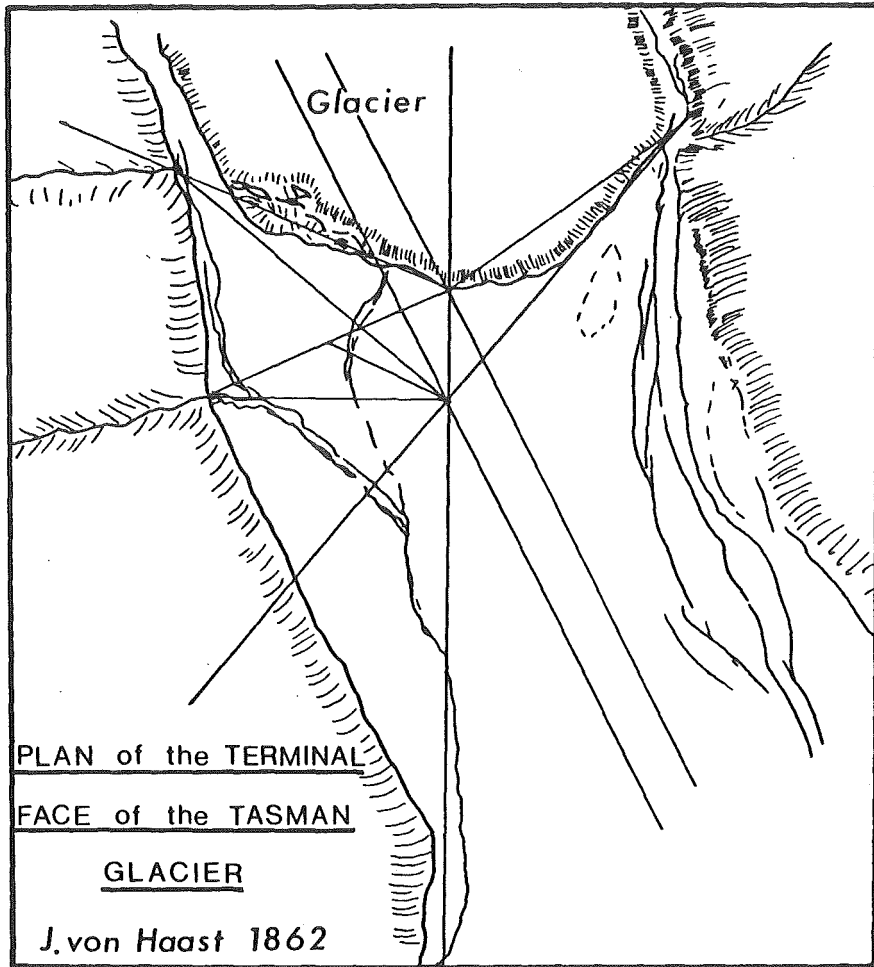 Glacier
PLAN of the TERMINAL
FACE of the TASMAN
GLACIER
J. von Haast 1862